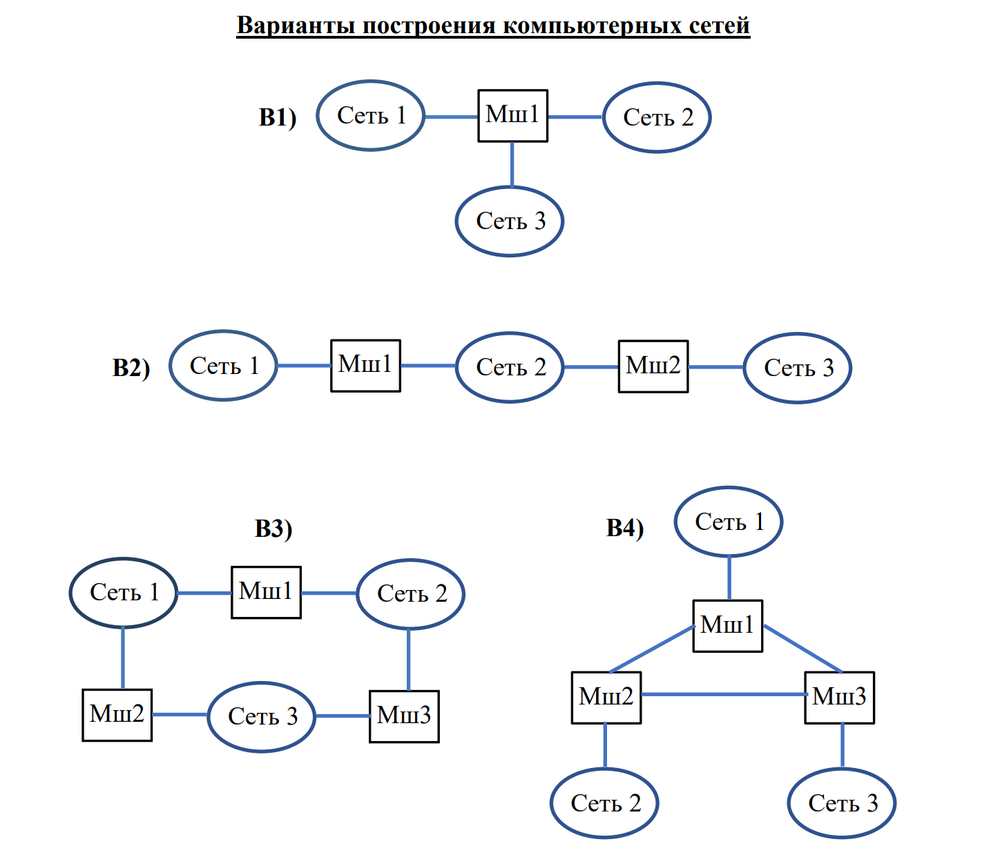 Варианты построения компьютерных сетей
В1)
Сеть 1
Мш1
Сеть 2
Сеть 3
В2)
Сеть 1
Мш1
Сеть 2
Мш2
Сеть 3
В3)
Сеть 1
Мш1
Сеть 2
Мш2
Сеть 3
Мш3
В4)
Сеть 1
Мш1
Мш2
Мш3
Сеть 2
Сеть 3